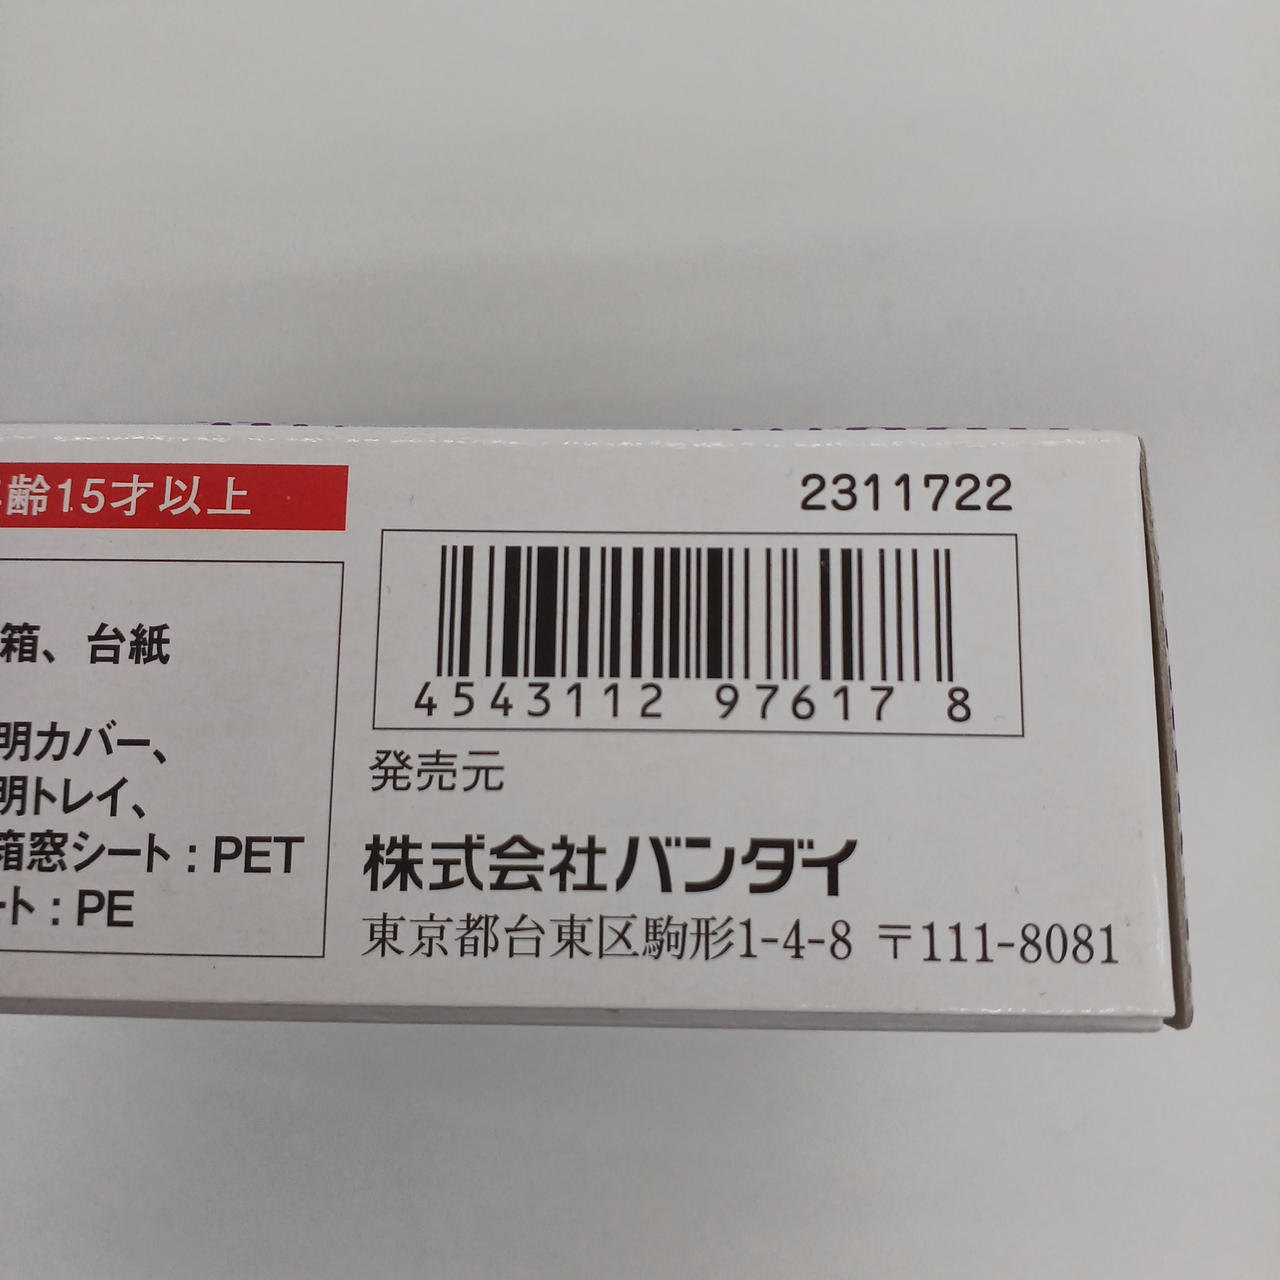 齢15才以上
2311722
4543112 97617 8
箱、台紙
明カバー、
明トレイ、
箱窓シート：PET
ート：PE
発売元
株式会社バンダイ
東京都台東区駒形1-4-8 〒111-8081